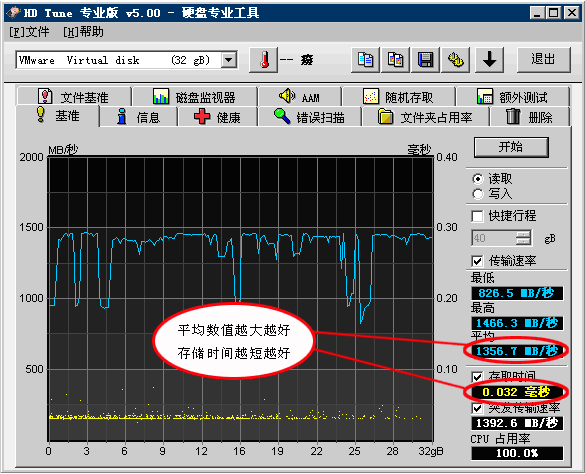 HD Tune 专业版 v5.00 - 硬盘专业工具
[F]文件 [H]帮助
VMware Virtual disk (32 gB)
-- 癈
退出
文件基准 磁盘监视器 AAM 随机存取 额外测试
基准 信息 健康 错误扫描 文件夹占用率 删除
2000 MB/秒 毫秒 0.40
1500 0.30
1000 0.20
500 0.10
0 3 6 9 12 16 19 22 25 28 32gB
平均数值越大越好
存储时间越短越好
开始
读取
写入
快捷行程
40 gB
传输速率
最低
826.5 MB/秒
最高
1466.3 MB/秒
平均
1356.7 MB/秒
存取时间
0.032 毫秒
突发传输速率
1392.6 MB/秒
CPU 占用率
100.0%